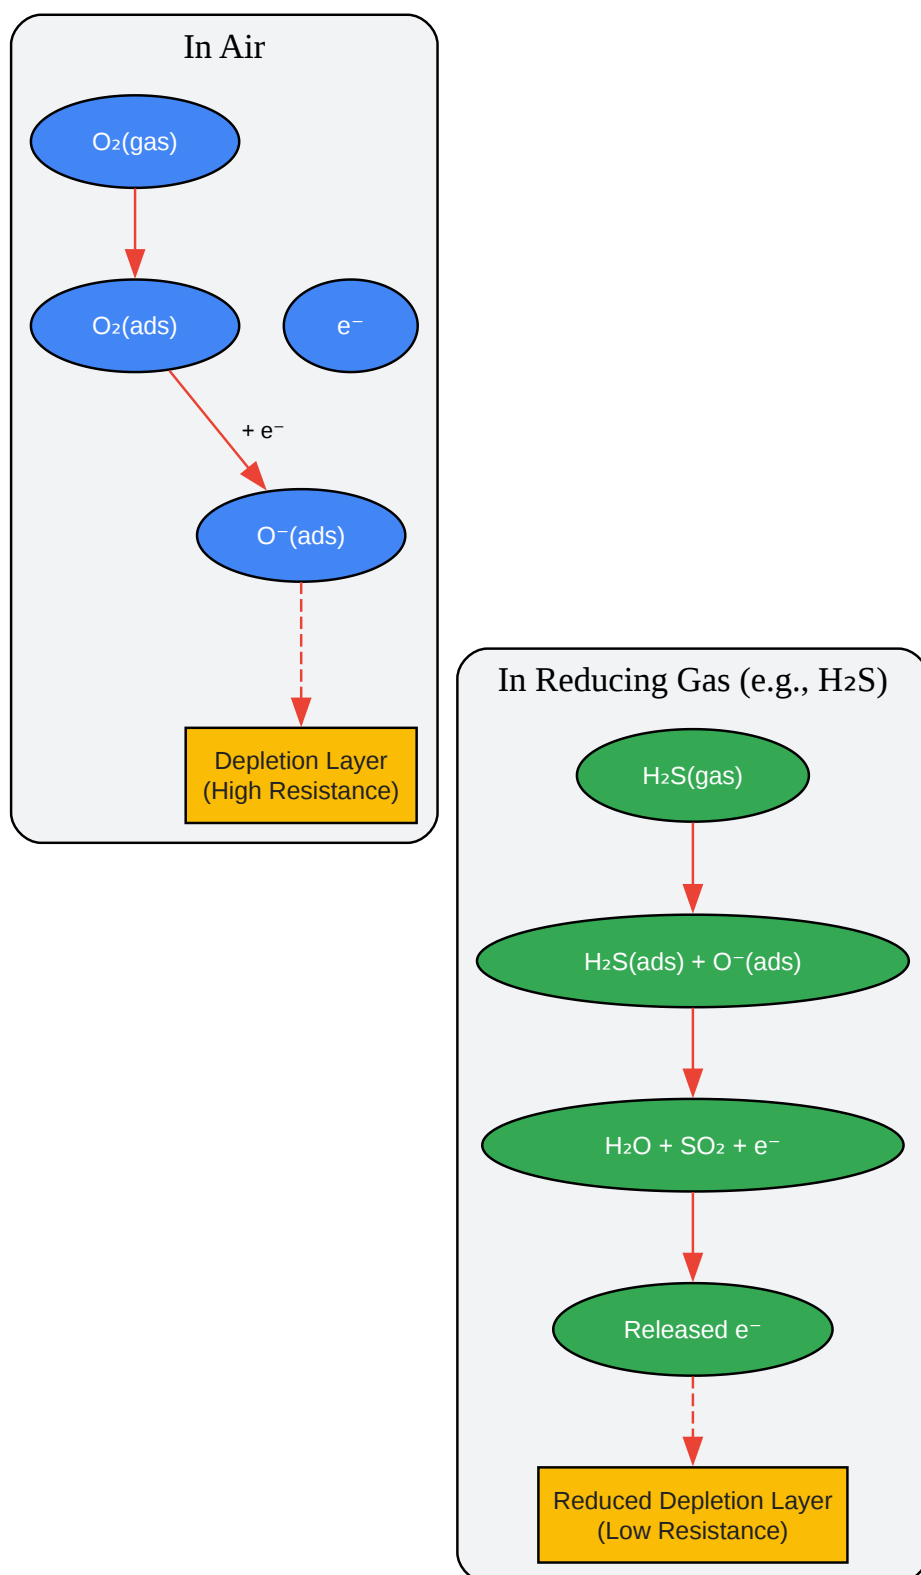 In Air
O₂(gas)
O₂(ads)
e⁻
+ e⁻
O⁻(ads)
Depletion Layer
(High Resistance)
In Reducing Gas (e.g., H₂S)
H₂S(gas)
H₂S(ads) + O⁻(ads)
H₂O + SO₂ + e⁻
Released e⁻
Reduced Depletion Layer
(Low Resistance)